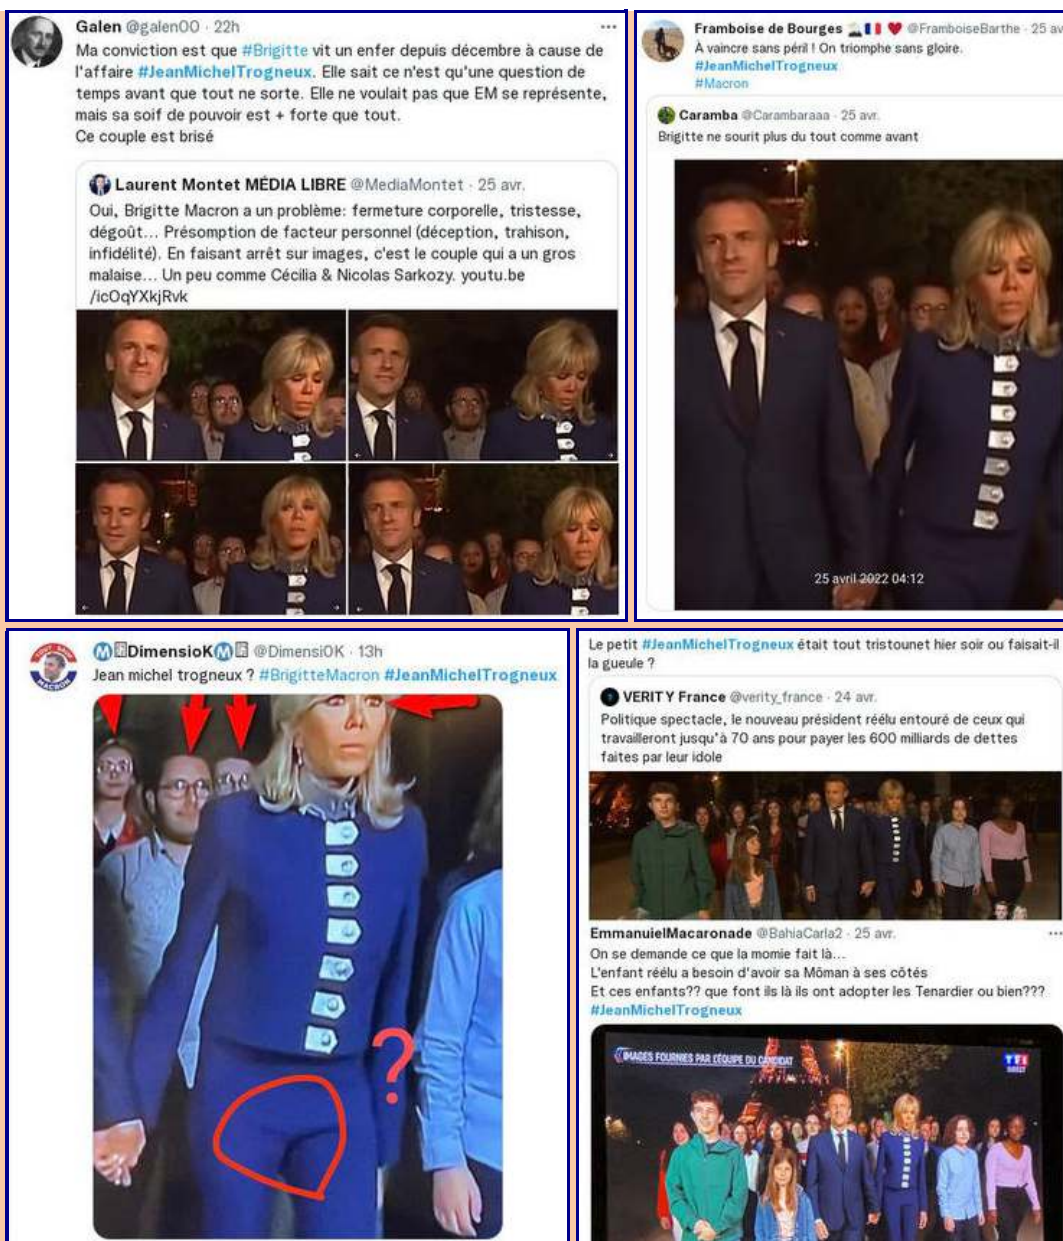 Galen @galen00 · 22h
Ma conviction est que #Brigitte vit un enfer depuis décembre à cause de
l'affaire #JeanMichelTrogneux. Elle sait ce n'est qu'une question de
temps avant que tout ne sorte. Elle ne voulait pas que EM se représente,
mais sa soif de pouvoir est + forte que tout.
Ce couple est brisé
Laurent Montet MÉDIA LIBRE @MediaMontet · 25 avr.
Oui, Brigitte Macron a un problème: fermeture corporelle, tristesse,
dégoût... Présomption de facteur personnel (déception, trahison,
infidélité). En faisant arrêt sur images, c'est le couple qui a un gros
malaise... Un peu comme Cécilia & Nicolas Sarkozy. youtu.be
/icOqYXkjRvk
Framboise de Bourges @FramboiseBarthe · 25 av
À vaincre sans péril ! On triomphe sans gloire.
#JeanMichelTrogneux
#Macron
Caramba @Carambaraaa · 25 avr.
Brigitte ne sourit plus du tout comme avant
25 avril 2022 04:12
TOUT SAUF
MACRON
DimensioK @DimensiOK · 13h
Jean michel trogneux ? #BrigitteMacron #JeanMichelTrogneux
?
Le petit #JeanMichelTrogneux était tout tristounet hier soir ou faisait-il
la gueule ?
VERITY France @verity_france · 24 avr.
Politique spectacle, le nouveau président réélu entouré de ceux qui
travailleront jusqu'à 70 ans pour payer les 600 milliards de dettes
faites par leur idole
EmmanuielMacaronade @BahiaCarla2 · 25 avr.
On se demande ce que la momie fait là...
L'enfant réélu a besoin d'avoir sa Môman à ses côtés
Et ces enfants?? que font ils là ils ont adopter les Tenardier ou bien???
#JeanMichelTrogneux
IMAGES FOURNIES PAR L'ÉQUIPE DU CANDIDAT
TF1
DIRECT